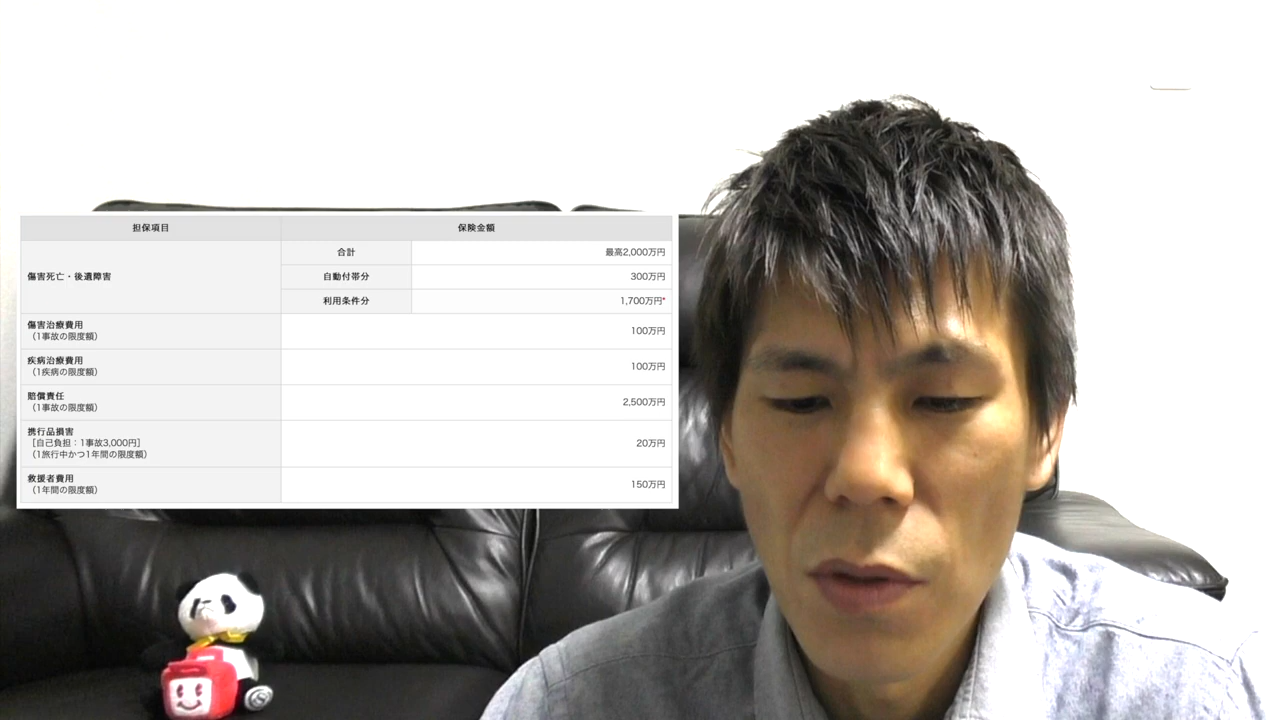 担保項目 保険金額
傷害死亡・後遺障害
合計 最高2,000万円
自動付帯分 300万円
利用条件分 1,700万円*
傷害治療費用
（1事故の限度額）
100万円
疾病治療費用
（1疾病の限度額）
100万円
賠償責任
（1事故の限度額）
2,500万円
携行品損害
［自己負担：1事故3,000円］
（1旅行中かつ1年間の限度額）
20万円
救援者費用
（1年間の限度額）
150万円